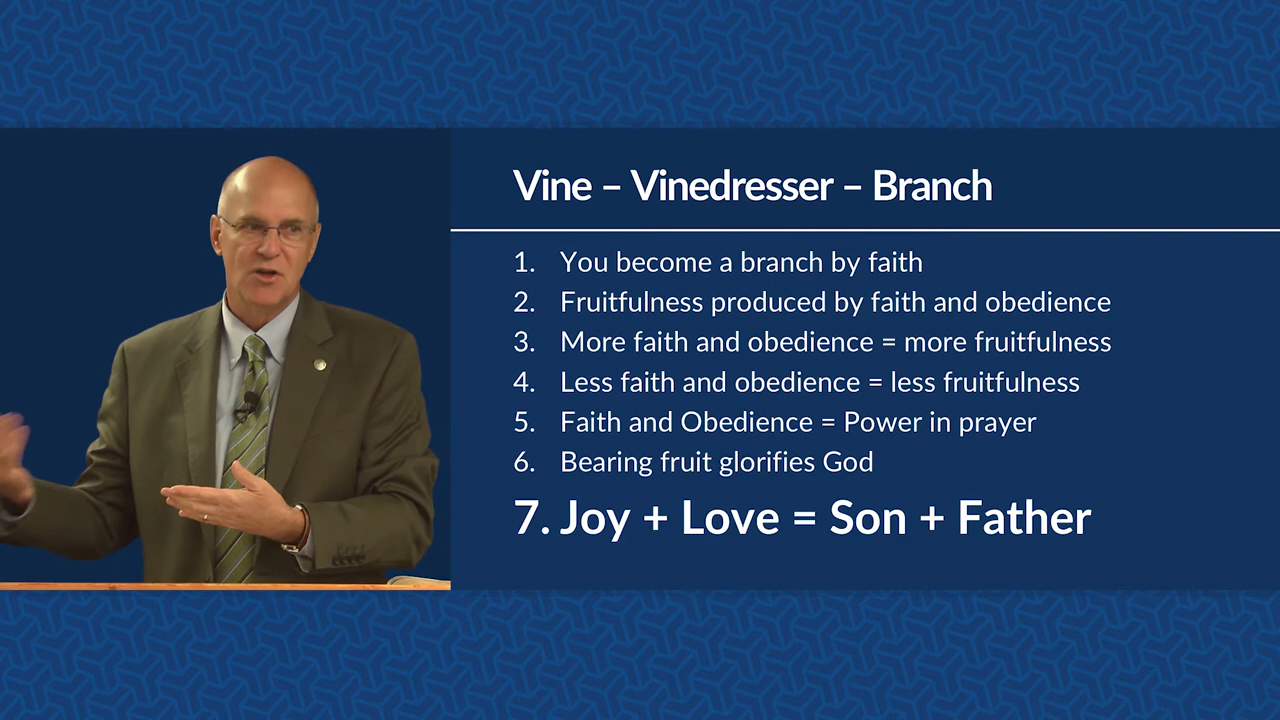 Vine – Vinedresser – Branch
1. You become a branch by faith
2. Fruitfulness produced by faith and obedience
3. More faith and obedience = more fruitfulness
4. Less faith and obedience = less fruitfulness
5. Faith and Obedience = Power in prayer
6. Bearing fruit glorifies God
7. Joy + Love = Son + Father